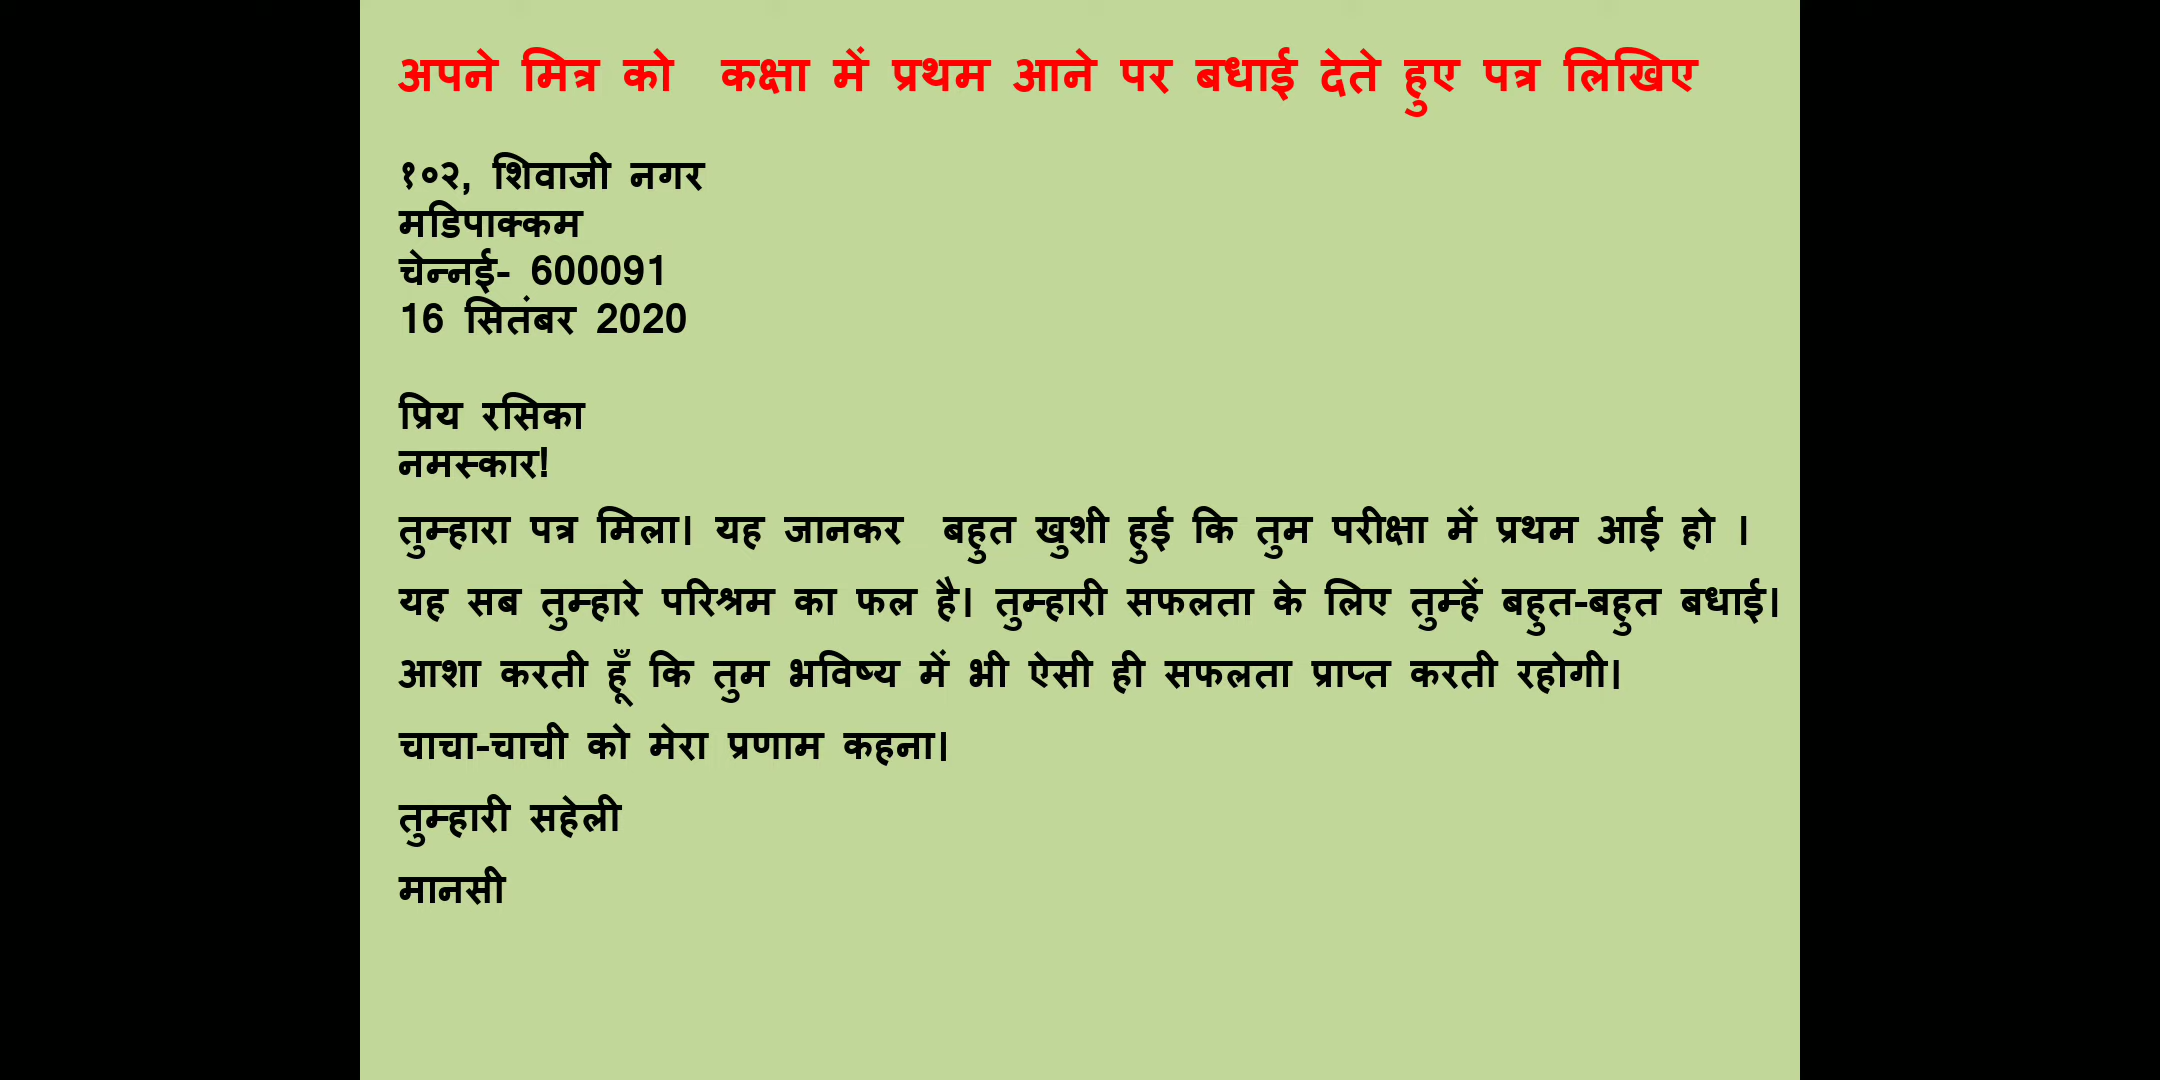 अपने मित्र को कक्षा में प्रथम आने पर बधाई देते हुए पत्र लिखिए
१०२, शिवाजी नगर
मडिपाक्कम
चेन्नई- 600091
16 सितंबर 2020
प्रिय रसिका
नमस्कार!
तुम्हारा पत्र मिला। यह जानकर बहुत खुशी हुई कि तुम परीक्षा में प्रथम आई हो ।
यह सब तुम्हारे परिश्रम का फल है। तुम्हारी सफलता के लिए तुम्हें बहुत-बहुत बधाई।
आशा करती हूँ कि तुम भविष्य में भी ऐसी ही सफलता प्राप्त करती रहोगी।
चाचा-चाची को मेरा प्रणाम कहना।
तुम्हारी सहेली
मानसी